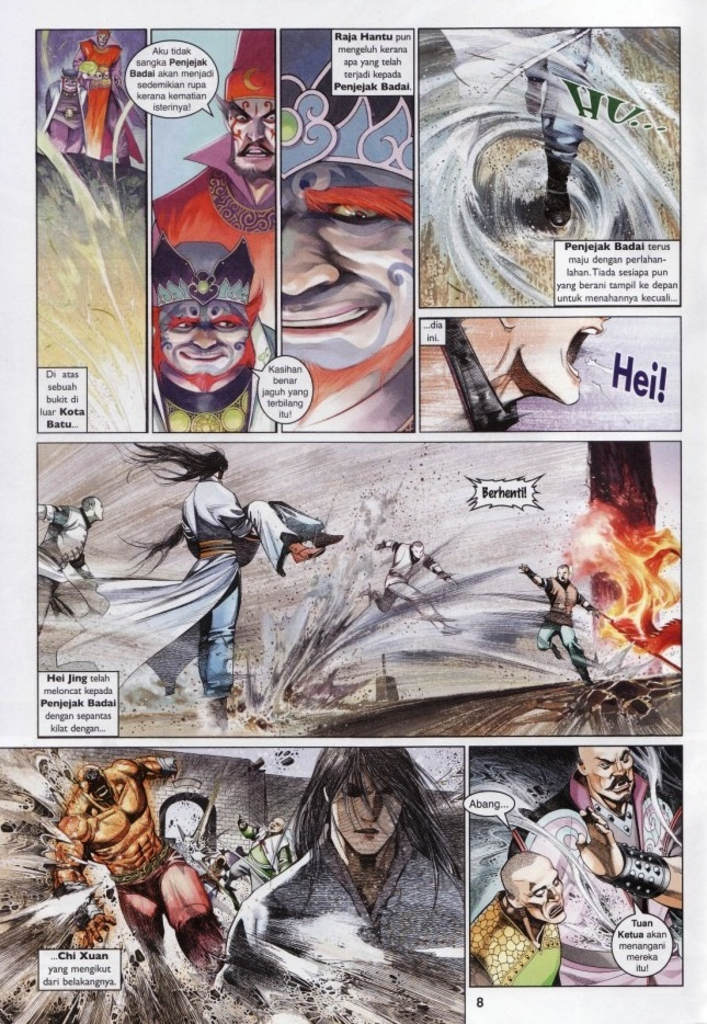 Di atas
sebuah
bukit di
luar Kota
Batu...
Aku tidak
sangka Penjejak
Badai akan menjadi
sedemikian rupa
kerana kematian
isterinya!
Kasihan
benar
jaguh yang
terbilang
itu!
Raja Hantu pun
mengeluh kerana
apa yang telah
terjadi kepada
Penjejak Badai.
HU...
Penjejak Badai terus
maju dengan perlahan-
lahan. Tiada sesiapa pun
yang berani tampil ke depan
untuk menahannya kecuali...
...dia
ini.
Hei!
Berhenti!
Hei Jing telah
meloncat kepada
Penjejak Badai
dengan sepantas
kilat dengan...
...Chi Xuan
yang mengikut
dari belakangnya.
Abang...
Tuan
Ketua akan
menangani
mereka
itu!
8